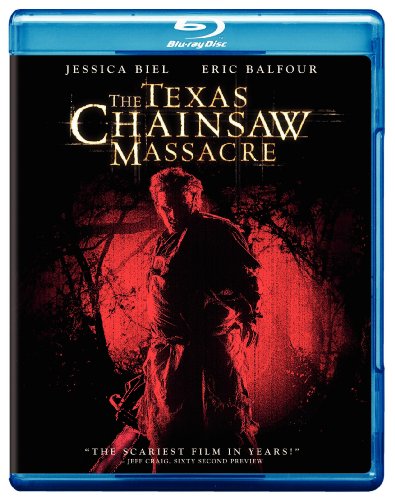 Blu-ray Disc
JESSICA BIEL ERIC BALFOUR
THE TEXAS
CHAINSAW
MASSACRE
"THE SCARIEST FILM IN YEARS!"
JEFF CRAIG, SIXTY SECOND PREVIEW